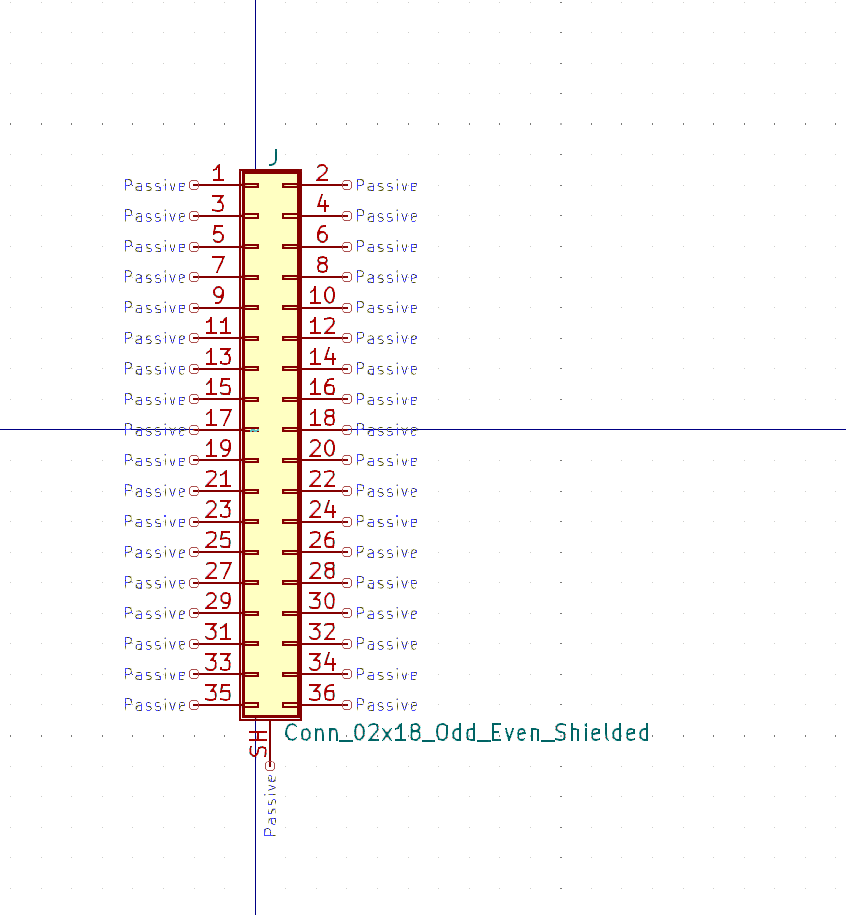 J
Passive 1 2 Passive
Passive 3 4 Passive
Passive 5 6 Passive
Passive 7 8 Passive
Passive 9 10 Passive
Passive 11 12 Passive
Passive 13 14 Passive
Passive 15 16 Passive
Passive 17 18 Passive
Passive 19 20 Passive
Passive 21 22 Passive
Passive 23 24 Passive
Passive 25 26 Passive
Passive 27 28 Passive
Passive 29 30 Passive
Passive 31 32 Passive
Passive 33 34 Passive
Passive 35 36 Passive
SH
Conn_02x18_Odd_Even_Shielded
Passive